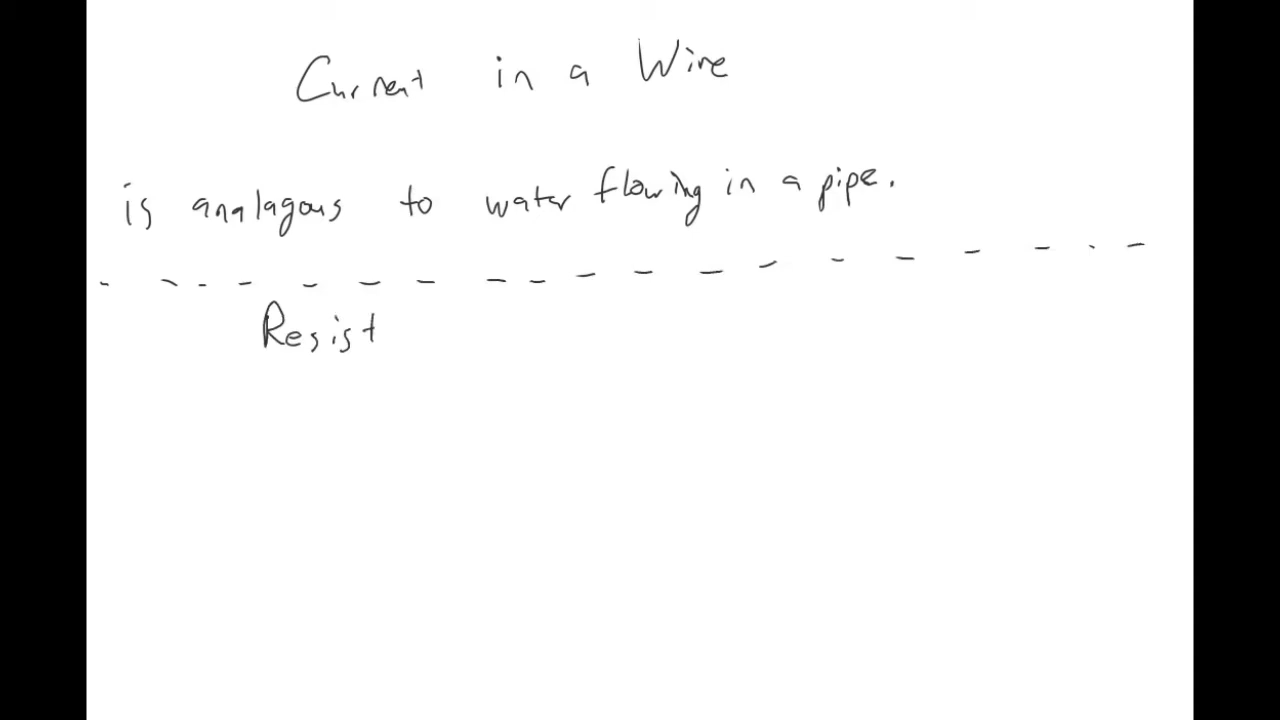 Current in a Wire
is analagous to water flowing in a pipe.
Resist